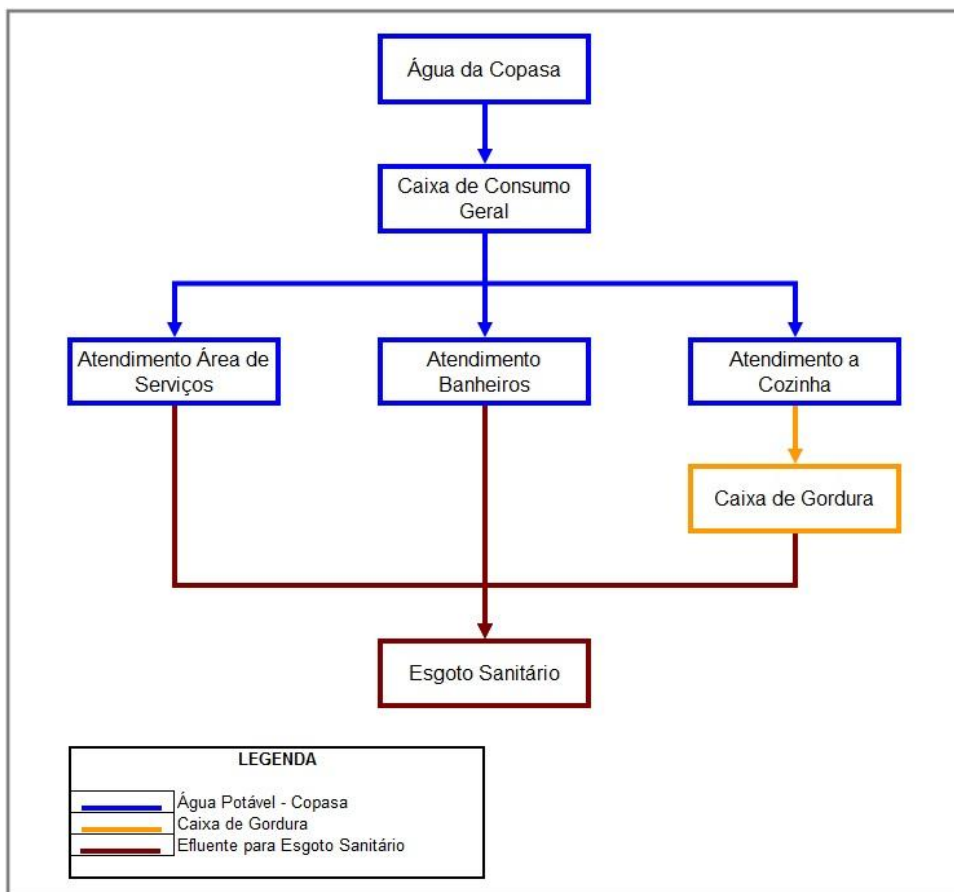 Água da Copasa
Caixa de Consumo
Geral
Atendimento Área de
Serviços
Atendimento
Banheiros
Atendimento a
Cozinha
Caixa de Gordura
Esgoto Sanitário
LEGENDA
Água Potável - Copasa
Caixa de Gordura
Efluente para Esgoto Sanitário